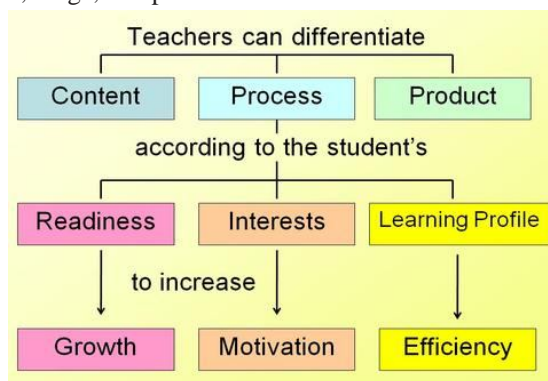 Teachers can differentiate
Content Process Product
according to the student's
Readiness Interests Learning Profile
to increase
Growth Motivation Efficiency